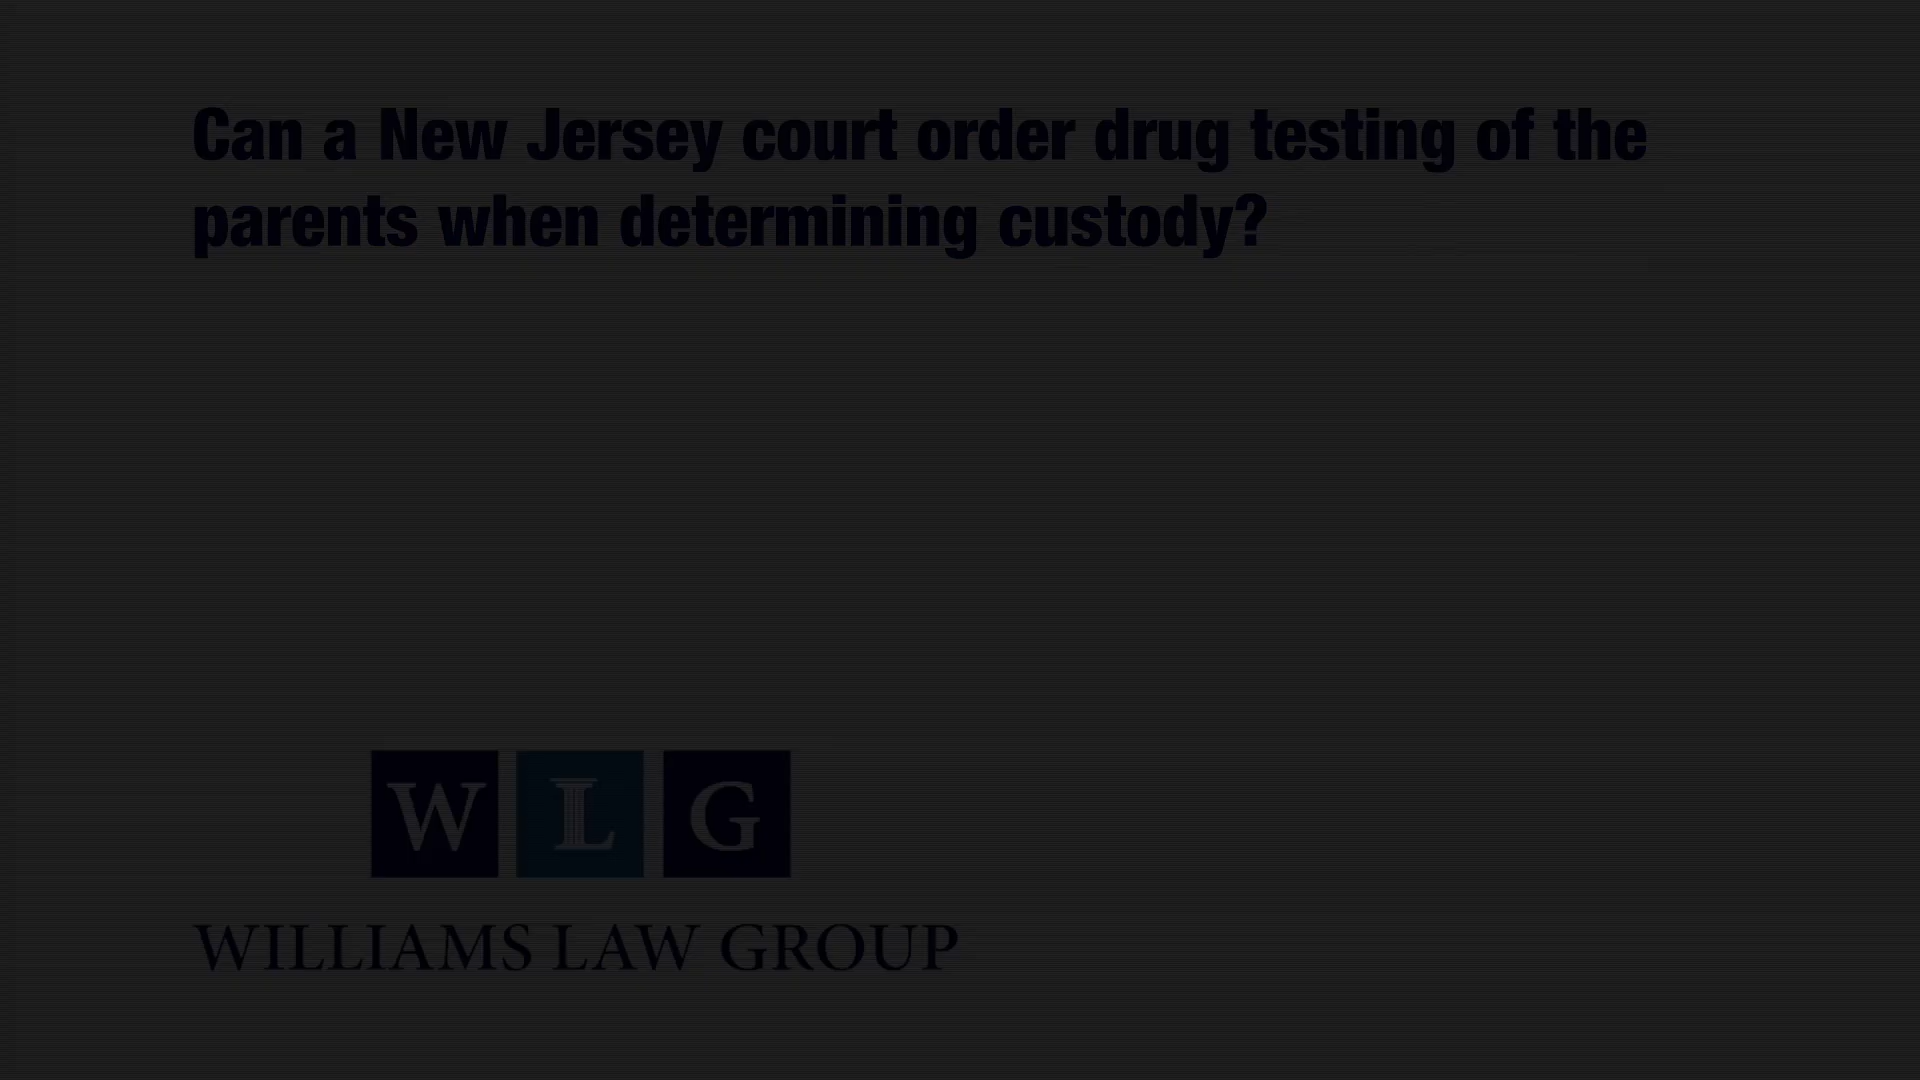 Can a New Jersey court order drug testing of the
parents when determining custody?
W L G
WILLIAMS LAW GROUP